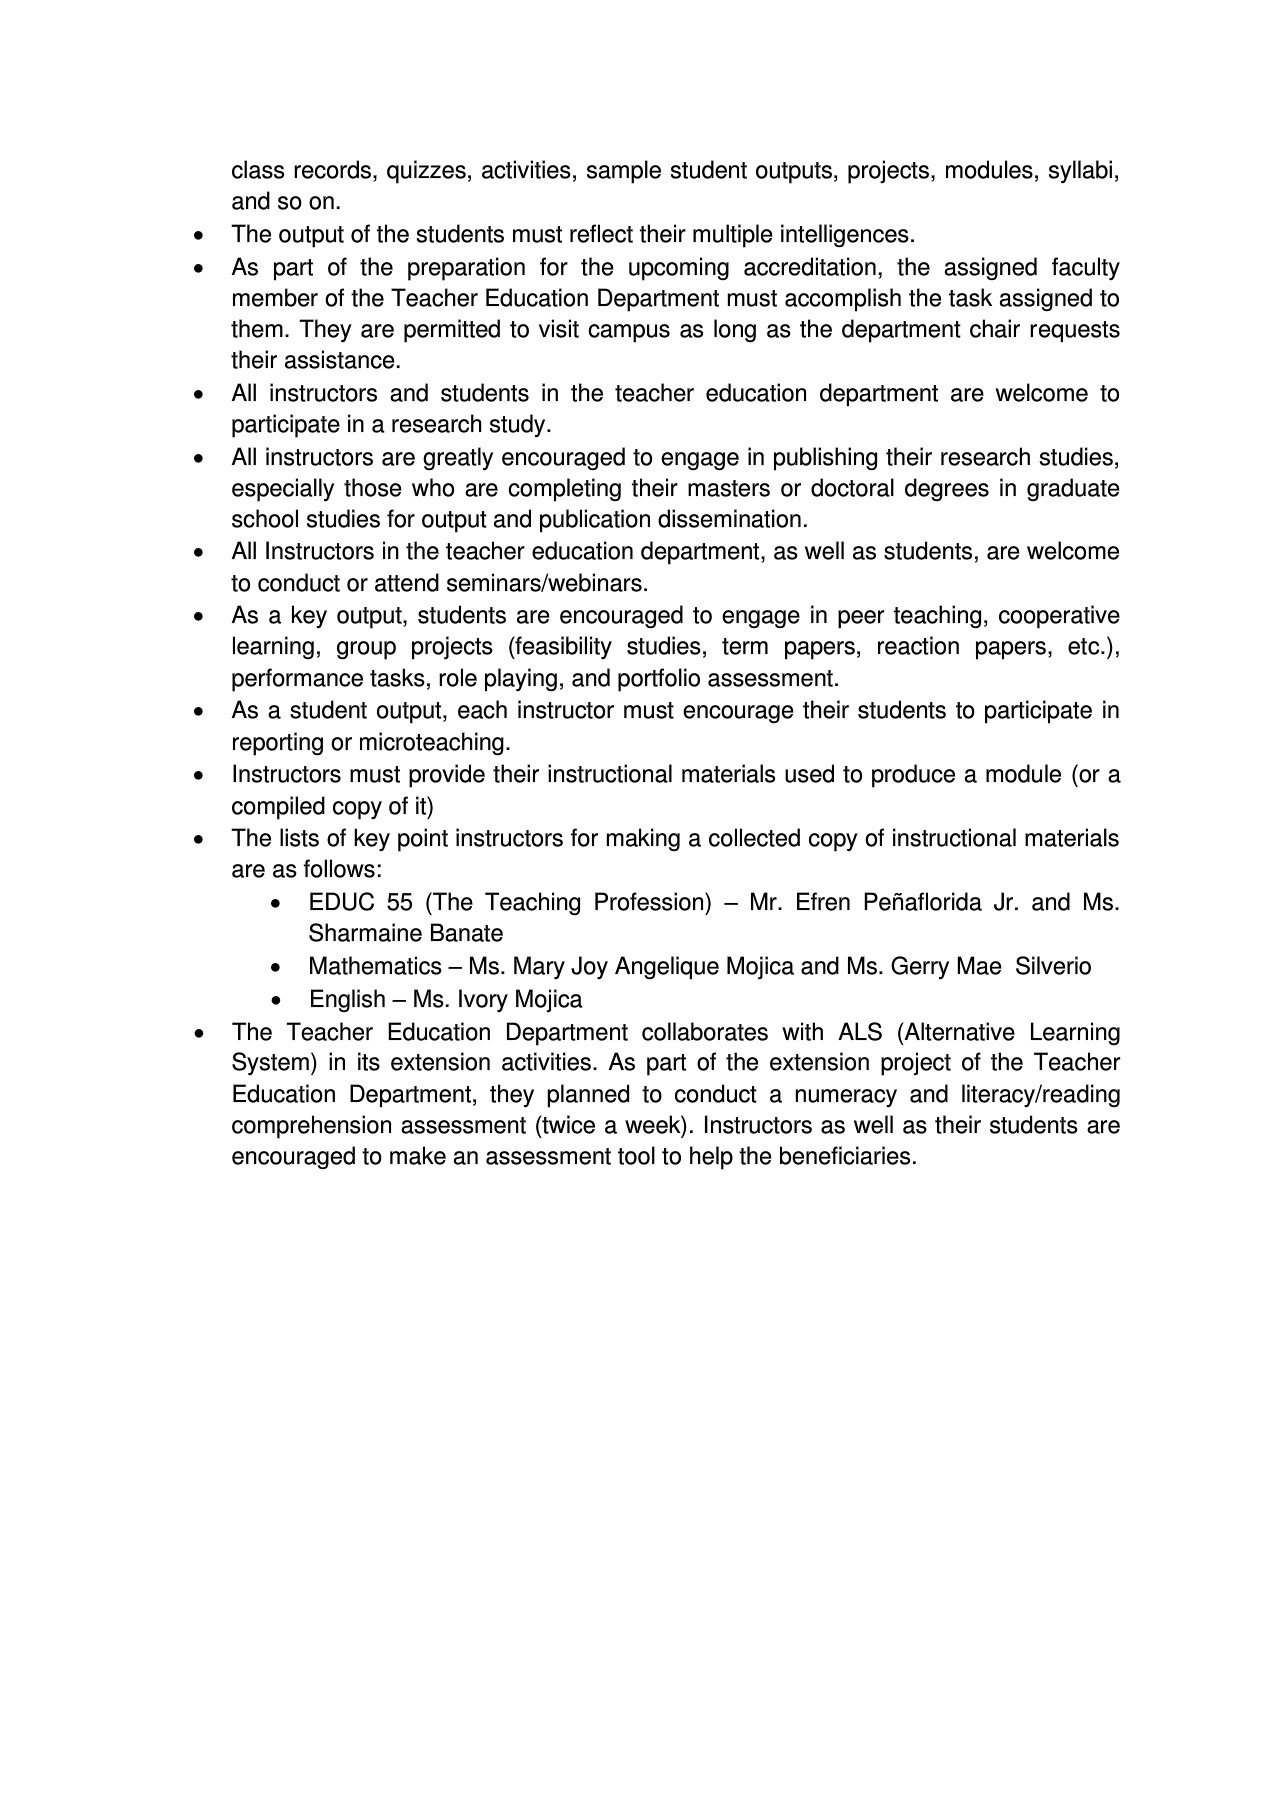 class records, quizzes, activities, sample student outputs, projects, modules, syllabi,
and so on.
• The output of the students must reflect their multiple intelligences.
• As part of the preparation for the upcoming accreditation, the assigned faculty
member of the Teacher Education Department must accomplish the task assigned to
them. They are permitted to visit campus as long as the department chair requests
their assistance.
• All instructors and students in the teacher education department are welcome to
participate in a research study.
• All instructors are greatly encouraged to engage in publishing their research studies,
especially those who are completing their masters or doctoral degrees in graduate
school studies for output and publication dissemination.
• All Instructors in the teacher education department, as well as students, are welcome
to conduct or attend seminars/webinars.
• As a key output, students are encouraged to engage in peer teaching, cooperative
learning, group projects (feasibility studies, term papers, reaction papers, etc.),
performance tasks, role playing, and portfolio assessment.
• As a student output, each instructor must encourage their students to participate in
reporting or microteaching.
• Instructors must provide their instructional materials used to produce a module (or a
compiled copy of it)
• The lists of key point instructors for making a collected copy of instructional materials
are as follows:
• EDUC 55 (The Teaching Profession) – Mr. Efren Peñaflorida Jr. and Ms.
Sharmaine Banate
• Mathematics – Ms. Mary Joy Angelique Mojica and Ms. Gerry Mae Silverio
• English – Ms. Ivory Mojica
• The Teacher Education Department collaborates with ALS (Alternative Learning
System) in its extension activities. As part of the extension project of the Teacher
Education Department, they planned to conduct a numeracy and literacy/reading
comprehension assessment (twice a week). Instructors as well as their students are
encouraged to make an assessment tool to help the beneficiaries.